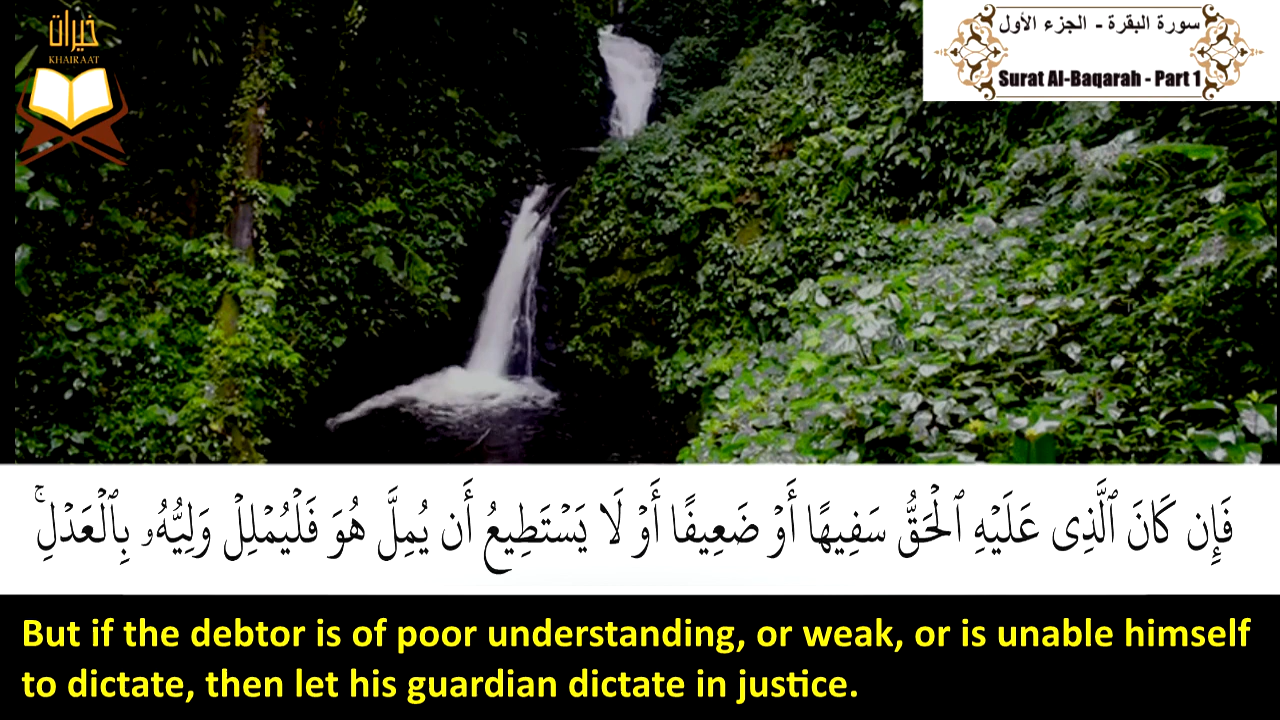 خيرات
KHAIRAAT
سورة البقرة - الجزء الأول
Surat Al-Baqarah - Part 1
فَإِن كَانَ ٱلَّذِى عَلَيْهِ ٱلْحَقُّ سَفِيهًا أَوْ ضَعِيفًا أَوْ لَا يَسْتَطِيعُ أَن يُمِلَّ هُوَ فَلْيُمْلِلْ وَلِيُّهُۥ بِٱلْعَدْلِ ۚ
But if the debtor is of poor understanding, or weak, or is unable himself
to dictate, then let his guardian dictate in justice.